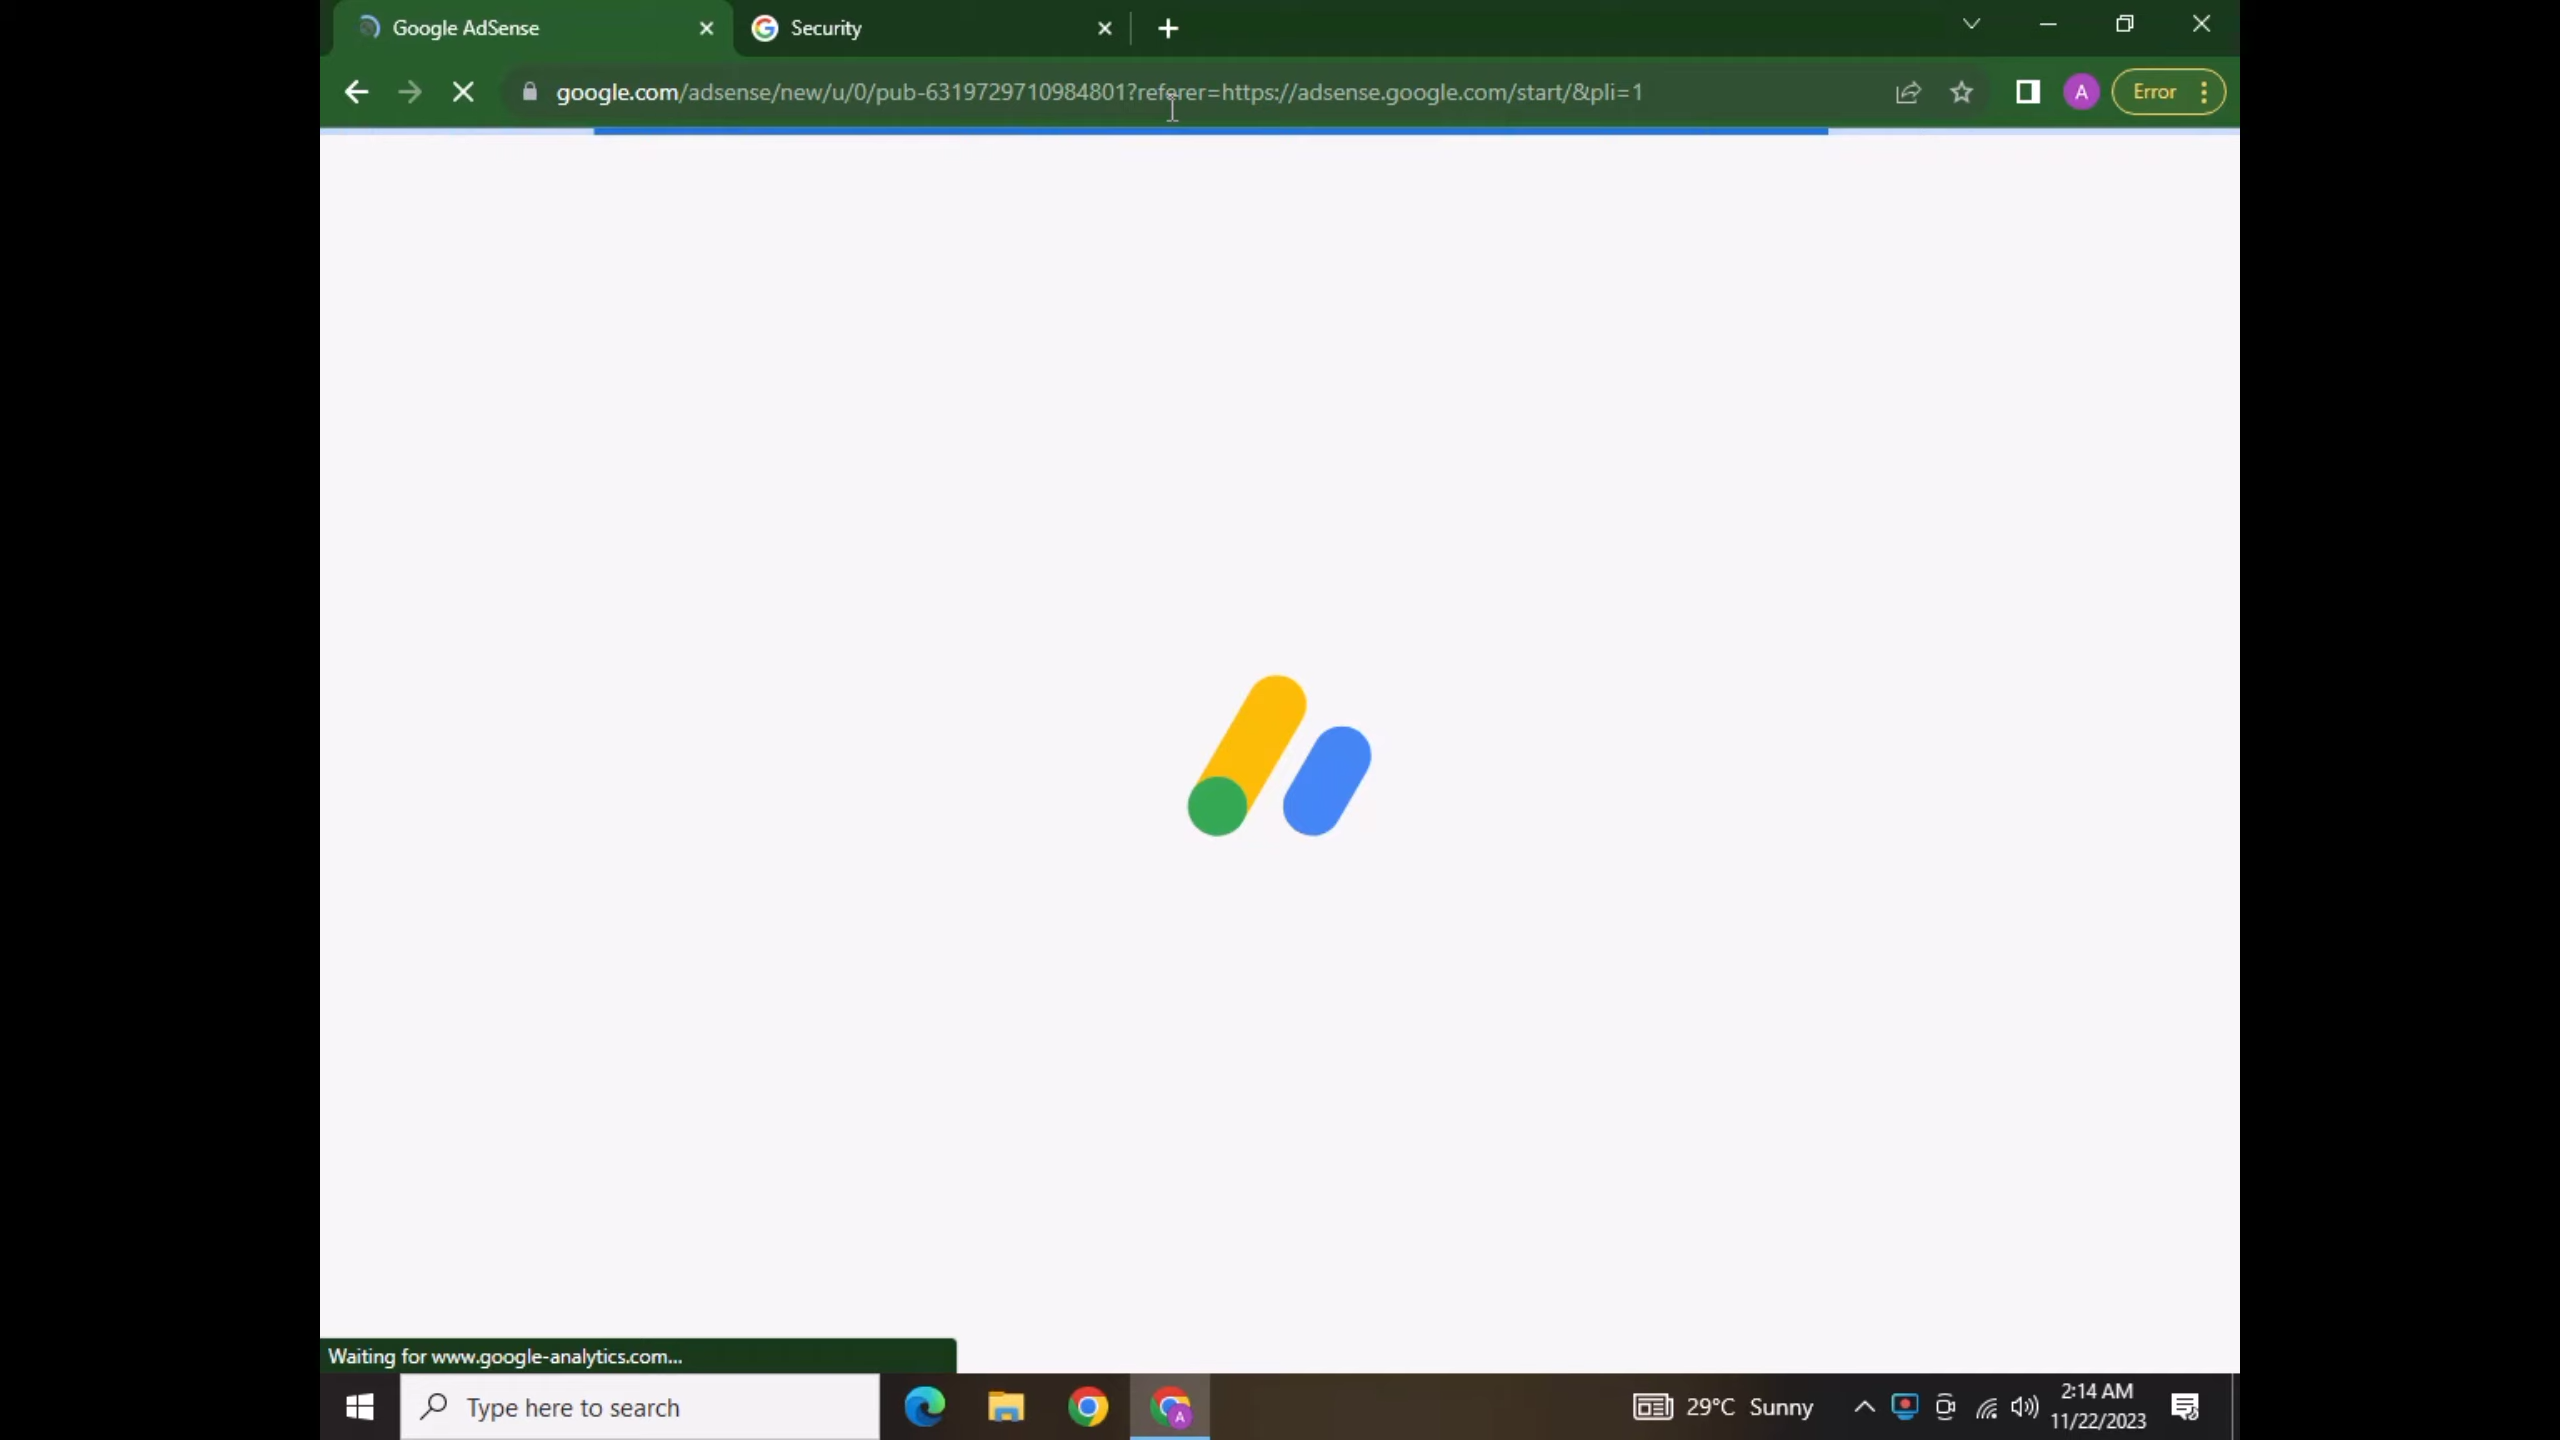 Google AdSense
Security
google.com/adsense/new/u/0/pub-6319729710984801?referer=https://adsense.google.com/start/&pli=1
A
Error
Waiting for www.google-analytics.com...
Type here to search
A
29°C Sunny
2:14 AM
11/22/2023